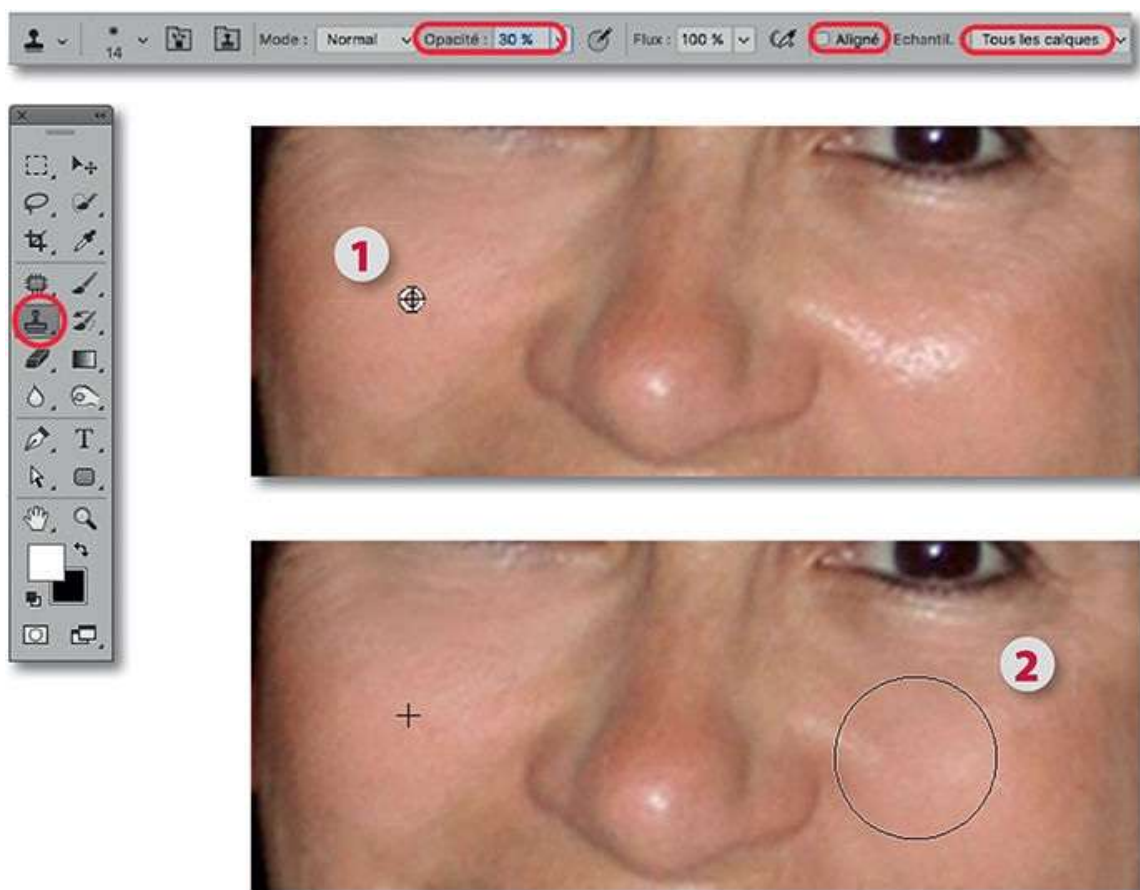 Mode : Normal Opacité : 30 % Flux : 100 % Aligné Echantil. Tous les calques
14
1
T
2